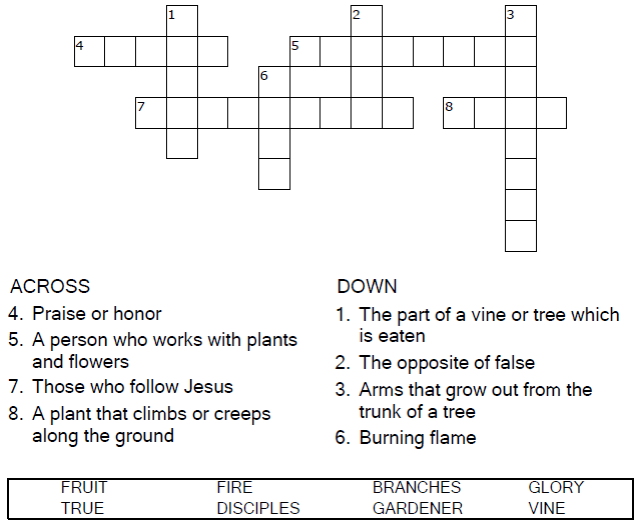 1 2 3
4 5
6
7 8
ACROSS
4. Praise or honor
5. A person who works with plants
and flowers
7. Those who follow Jesus
8. A plant that climbs or creeps
along the ground
DOWN
1. The part of a vine or tree which
is eaten
2. The opposite of false
3. Arms that grow out from the
trunk of a tree
6. Burning flame
FRUIT FIRE BRANCHES GLORY
TRUE DISCIPLES GARDENER VINE